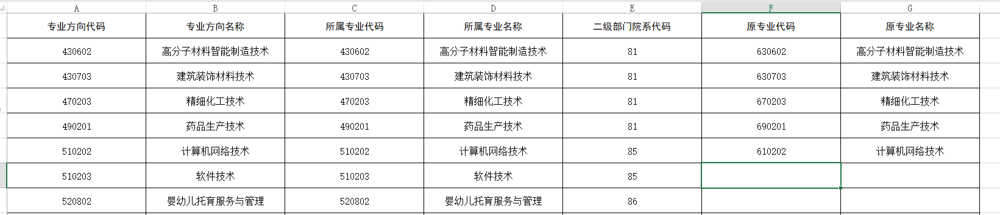 A B C D E F G
专业方向代码 专业方向名称 所属专业代码 所属专业名称 二级部门院系代码 原专业代码 原专业名称
430602 高分子材料智能制造技术 430602 高分子材料智能制造技术 81 630602 高分子材料智能制造技术
430703 建筑装饰材料技术 430703 建筑装饰材料技术 81 630703 建筑装饰材料技术
470203 精细化工技术 470203 精细化工技术 81 670203 精细化工技术
490201 药品生产技术 490201 药品生产技术 81 690201 药品生产技术
510202 计算机网络技术 510202 计算机网络技术 85 610202 计算机网络技术
510203 软件技术 510203 软件技术 85
520802 婴幼儿托育服务与管理 520802 婴幼儿托育服务与管理 86